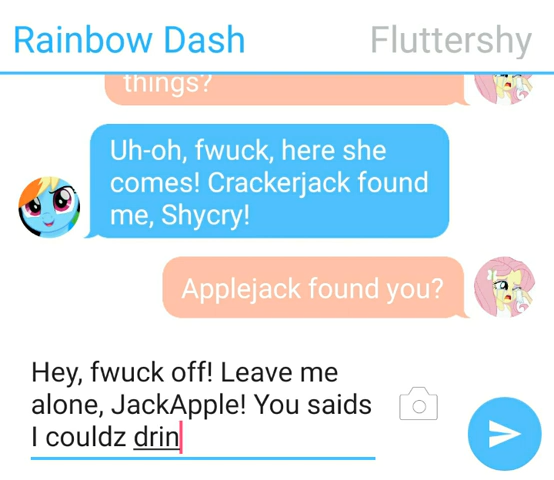 Rainbow Dash Fluttershy
things?
Uh-oh, fwuck, here she
comes! Crackerjack found
me, Shycry!
Applejack found you?
Hey, fwuck off! Leave me
alone, JackApple! You saids
I couldz drin